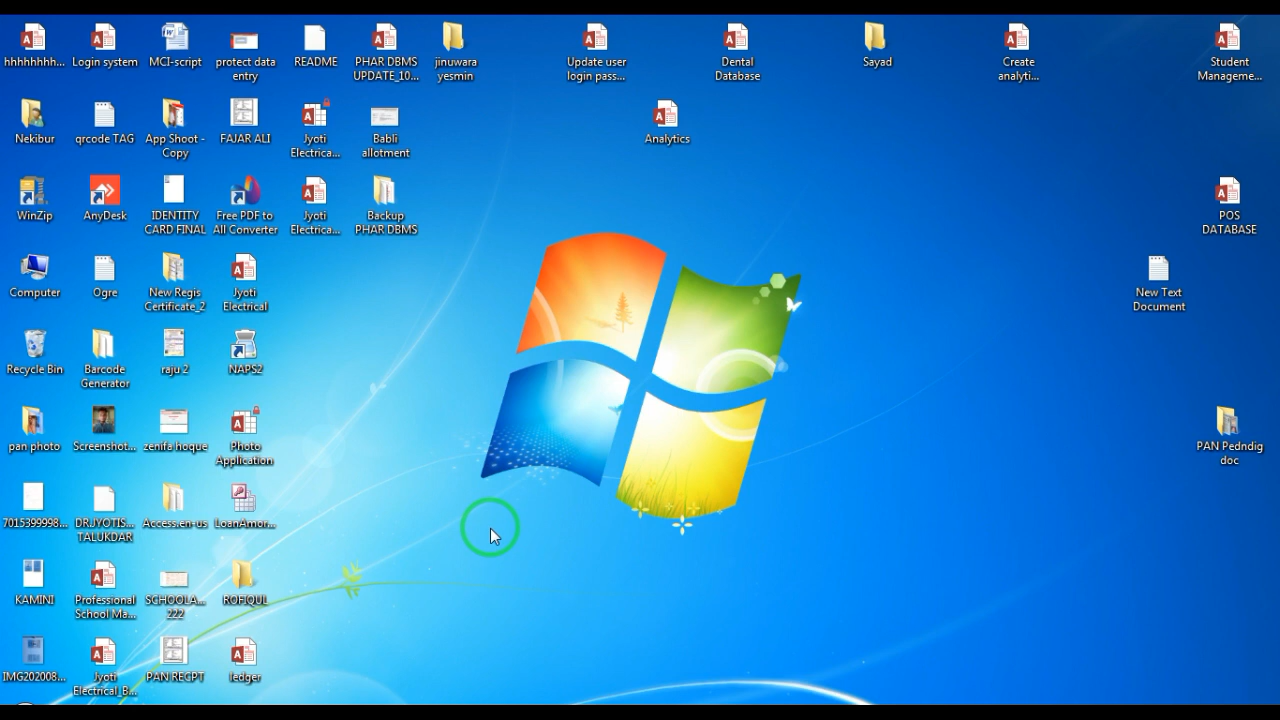 hhhhhhhh...
Login system
MCI-script
protect data
entry
README
PHAR DBMS
UPDATE_10...
jinuwara
yesmin
Update user
login pass...
Dental
Database
Sayad
Create
analyti...
Student
Manageme...
Nekibur
qrcode TAG
App Shoot -
Copy
FAJAR ALI
Jyoti
Electrica...
Babli
allotment
Analytics
WinZip
AnyDesk
IDENTITY
CARD FINAL
Free PDF to
All Converter
Jyoti
Electrica...
Backup
PHAR DBMS
POS
DATABASE
Computer
Ogre
New Regis
Certificate_2
Jyoti
Electrical
New Text
Document
Recycle Bin
Barcode
Generator
raju 2
NAPS2
pan photo
Screenshot...
zenifa hoque
Photo
Application
PAN Pedndig
doc
7015399998...
DR.JYOTIS...
TALUKDAR
Access.en-us
LoanAmor...
KAMINI
Professional
School Ma...
SCHOOLA...
222
ROFIQUL
IMG202008...
Jyoti
Electrical_B...
PAN RECPT
ledger